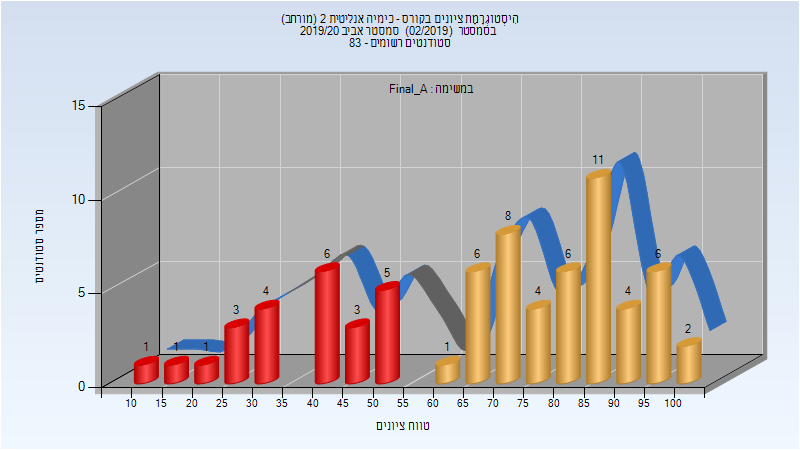 הִיסְטוֹגְרָמַת ציונים בקורס - כימיה אנליטית 2 (מורחב)
בסמסטר (02/2019) סמסטר אביב 2019/20
סטודנטים רשומים - 83
במשימה : Final_A
מספר סטודנטים
15
10
5
0
1 1 1 3 4 6 3 5 1 6 8 4 6 11 4 6 2
10 15 20 25 30 35 40 45 50 55 60 65 70 75 80 85 90 95 100
טווח ציונים